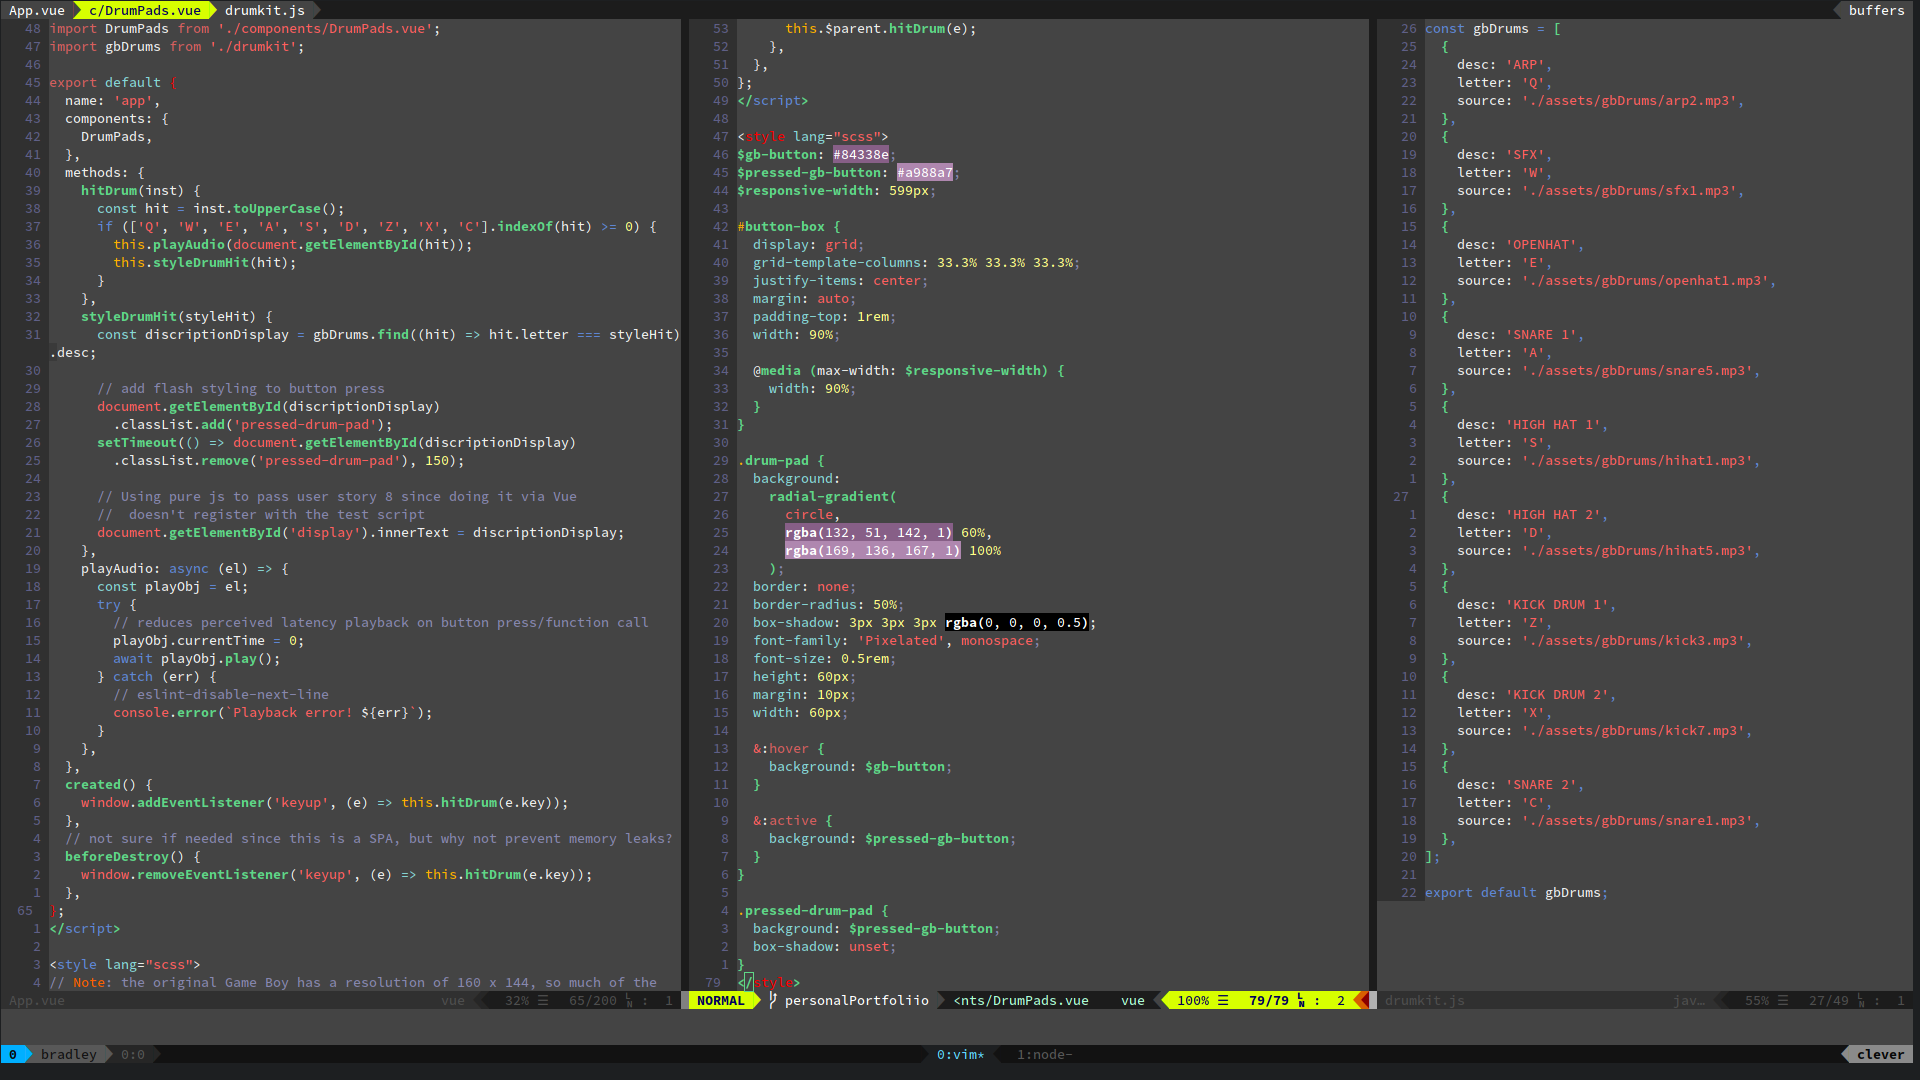 App.vue c/DrumPads.vue drumkit.js buffers
48 import DrumPads from './components/DrumPads.vue';
47 import gbDrums from './drumkit';
46
45 export default {
44 name: 'app',
43 components: {
42 DrumPads,
41 },
40 methods: {
39 hitDrum(inst) {
38 const hit = inst.toUpperCase();
37 if (['Q', 'W', 'E', 'A', 'S', 'D', 'Z', 'X', 'C'].indexOf(hit) >= 0) {
36 this.playAudio(document.getElementById(hit));
35 this.styleDrumHit(hit);
34 }
33 },
32 styleDrumHit(styleHit) {
31 const discriptionDisplay = gbDrums.find((hit) => hit.letter === styleHit)
.desc;
30
29 // add flash styling to button press
28 document.getElementById(discriptionDisplay)
27 .classList.add('pressed-drum-pad');
26 setTimeout(() => document.getElementById(discriptionDisplay)
25 .classList.remove('pressed-drum-pad'), 150);
24
23 // Using pure js to pass user story 8 since doing it via Vue
22 //  doesn't register with the test script
21 document.getElementById('display').innerText = discriptionDisplay;
20 },
19 playAudio: async (el) => {
18 const playObj = el;
17 try {
16 // reduces perceived latency playback on button press/function call
15 playObj.currentTime = 0;
14 await playObj.play();
13 } catch (err) {
12 // eslint-disable-next-line
11 console.error(`Playback error! ${err}`);
10 }
9 },
8 },
7 created() {
6 window.addEventListener('keyup', (e) => this.hitDrum(e.key));
5 },
4 // not sure if needed since this is a SPA, but why not prevent memory leaks?
3 beforeDestroy() {
2 window.removeEventListener('keyup', (e) => this.hitDrum(e.key));
1 },
65 };
1 </script>
2
3 <style lang="scss">
4 // Note: the original Game Boy has a resolution of 160 x 144, so much of the
App.vue vue 32% ☰ 65/200 ㏑ : 1
53 this.$parent.hitDrum(e);
52 },
51 },
50 };
49 </script>
48
47 <style lang="scss">
46 $gb-button: #84338e;
45 $pressed-gb-button: #a988a7;
44 $responsive-width: 599px;
43
42 #button-box {
41 display: grid;
40 grid-template-columns: 33.3% 33.3% 33.3%;
39 justify-items: center;
38 margin: auto;
37 padding-top: 1rem;
36 width: 90%;
35
34 @media (max-width: $responsive-width) {
33 width: 90%;
32 }
31 }
30
29 .drum-pad {
28 background:
27 radial-gradient(
26 circle,
25 rgba(132, 51, 142, 1) 60%,
24 rgba(169, 136, 167, 1) 100%
23 );
22 border: none;
21 border-radius: 50%;
20 box-shadow: 3px 3px 3px rgba(0, 0, 0, 0.5);
19 font-family: 'Pixelated', monospace;
18 font-size: 0.5rem;
17 height: 60px;
16 margin: 10px;
15 width: 60px;
14
13 &:hover {
12 background: $gb-button;
11 }
10
9 &:active {
8 background: $pressed-gb-button;
7 }
6 }
5
4 .pressed-drum-pad {
3 background: $pressed-gb-button;
2 box-shadow: unset;
1 }
79 </style>
NORMAL personalPortfoliio <nts/DrumPads.vue vue 100% ☰ 79/79 ㏑ : 2
26 const gbDrums = [
25 {
24 desc: 'ARP',
23 letter: 'Q',
22 source: './assets/gbDrums/arp2.mp3',
21 },
20 {
19 desc: 'SFX',
18 letter: 'W',
17 source: './assets/gbDrums/sfx1.mp3',
16 },
15 {
14 desc: 'OPENHAT',
13 letter: 'E',
12 source: './assets/gbDrums/openhat1.mp3',
11 },
10 {
9 desc: 'SNARE 1',
8 letter: 'A',
7 source: './assets/gbDrums/snare5.mp3',
6 },
5 {
4 desc: 'HIGH HAT 1',
3 letter: 'S',
2 source: './assets/gbDrums/hihat1.mp3',
1 },
27 {
1 desc: 'HIGH HAT 2',
2 letter: 'D',
3 source: './assets/gbDrums/hihat5.mp3',
4 },
5 {
6 desc: 'KICK DRUM 1',
7 letter: 'Z',
8 source: './assets/gbDrums/kick3.mp3',
9 },
10 {
11 desc: 'KICK DRUM 2',
12 letter: 'X',
13 source: './assets/gbDrums/kick7.mp3',
14 },
15 {
16 desc: 'SNARE 2',
17 letter: 'C',
18 source: './assets/gbDrums/snare1.mp3',
19 },
20 ];
21
22 export default gbDrums;
drumkit.js jav… 55% ☰ 27/49 ㏑ : 1
0 bradley 0:0 0:vim* 1:node- clever